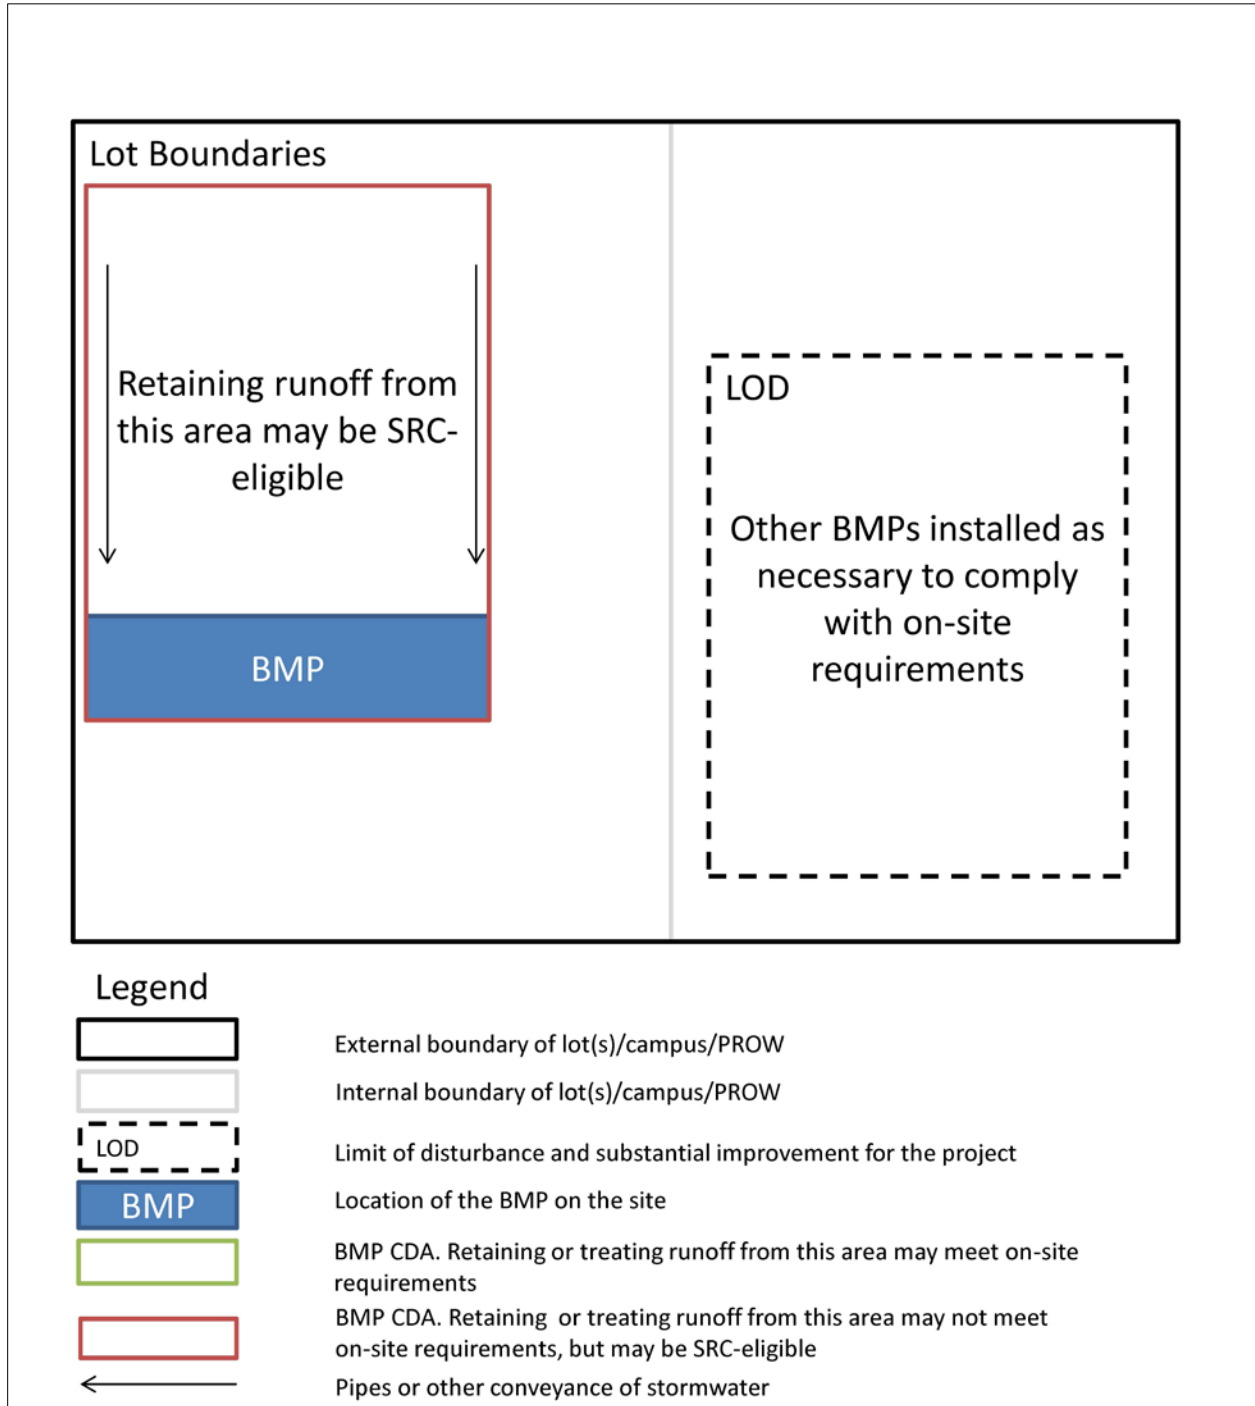 Lot Boundaries
Retaining runoff from
this area may be SRC-
eligible
BMP
LOD
Other BMPs installed as
necessary to comply
with on-site
requirements
Legend
External boundary of lot(s)/campus/PROW
Internal boundary of lot(s)/campus/PROW
LOD
Limit of disturbance and substantial improvement for the project
BMP
Location of the BMP on the site
BMP CDA. Retaining or treating runoff from this area may meet on-site
requirements
BMP CDA. Retaining or treating runoff from this area may not meet
on-site requirements, but may be SRC-eligible
Pipes or other conveyance of stormwater